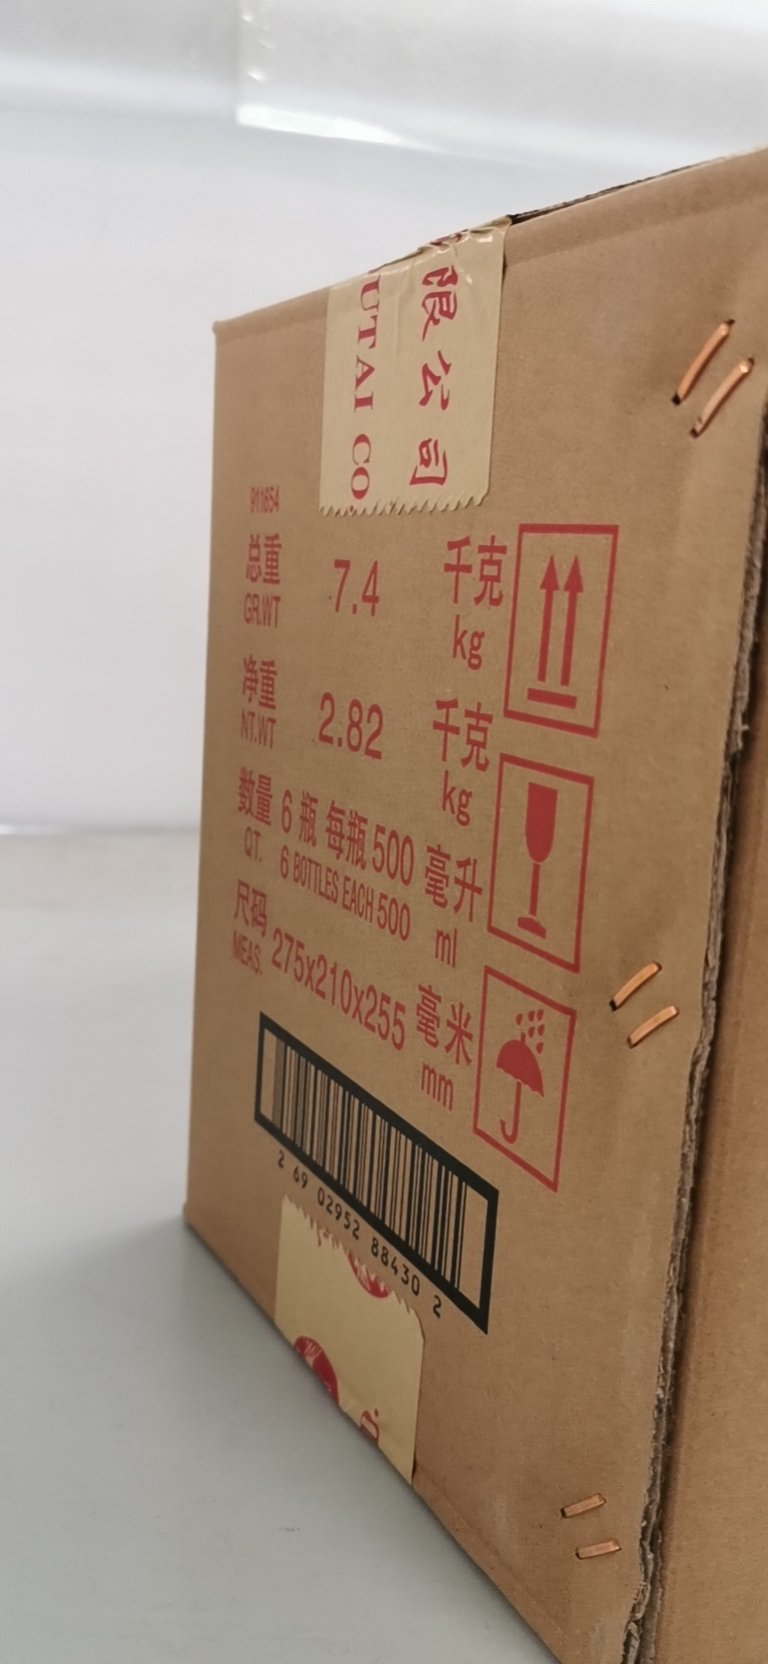 限公司
UTAI CO.
911654
总重 7.4 千克
GR.WT kg
净重 2.82 千克
NT.WT kg
数量 6 瓶 每瓶 500 毫升
QT. 6 BOTTLES EACH 500 ml
尺码 275x210x255 毫米
MEAS. mm
2 69 02952 88430 2